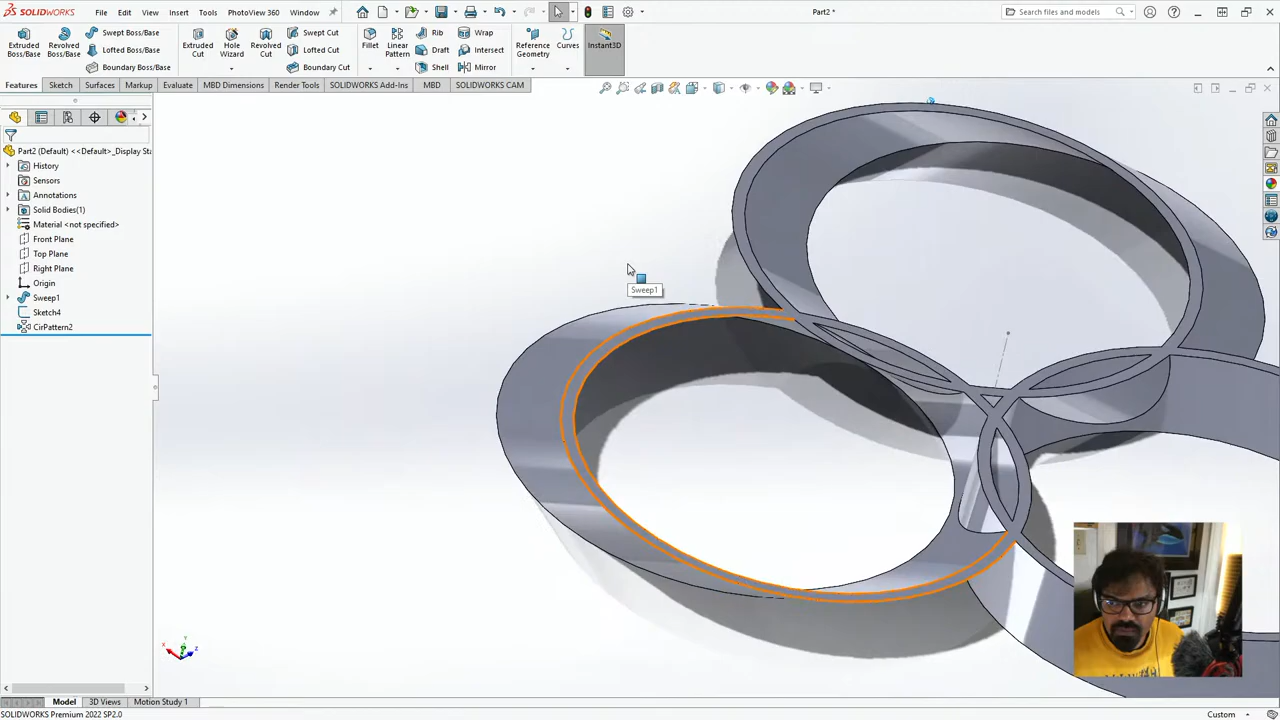 SOLIDWORKS File Edit View Insert Tools PhotoView 360 Window Part2 * Search files and models
Extruded Boss/Base Revolved Boss/Base Swept Boss/Base Lofted Boss/Base Boundary Boss/Base Extruded Cut Hole Wizard Revolved Cut Swept Cut Lofted Cut Boundary Cut Fillet Linear Pattern Rib Draft Shell Wrap Intersect Mirror Reference Geometry Curves Instant3D
Features Sketch Surfaces Markup Evaluate MBD Dimensions Render Tools SOLIDWORKS Add-Ins MBD SOLIDWORKS CAM
Part2 (Default) <<Default>_Display Sta
History
Sensors
Annotations
Solid Bodies(1)
Material <not specified>
Front Plane
Top Plane
Right Plane
Origin
Sweep1
Sketch4
CirPattern2
Sweep1
X Y Z
Model 3D Views Motion Study 1
SOLIDWORKS Premium 2022 SP2.0 Custom